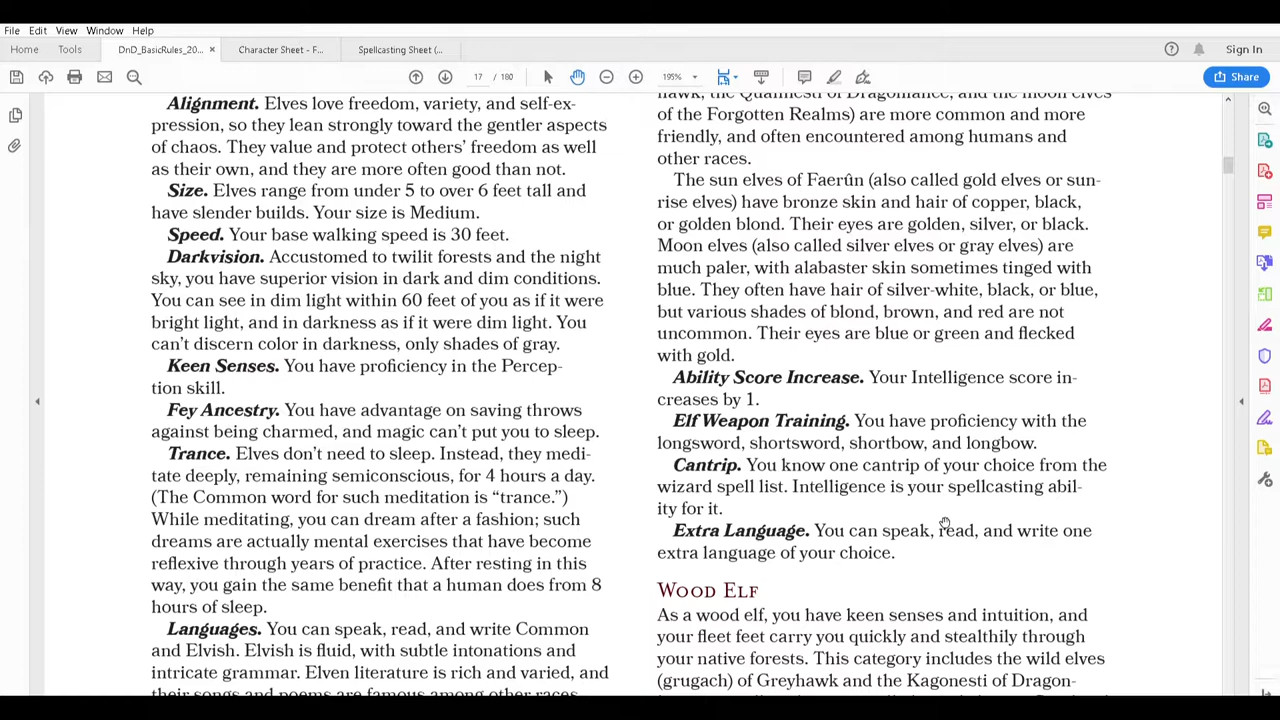 File Edit View Window Help
Home Tools DnD_BasicRules_20... × Character Sheet - F... Spellcasting Sheet (... Sign In
17 / 180 195% Share
Alignment. Elves love freedom, variety, and self-ex-
pression, so they lean strongly toward the gentler aspects
of chaos. They value and protect others' freedom as well
as their own, and they are more often good than not.
Size. Elves range from under 5 to over 6 feet tall and
have slender builds. Your size is Medium.
Speed. Your base walking speed is 30 feet.
Darkvision. Accustomed to twilit forests and the night
sky, you have superior vision in dark and dim conditions.
You can see in dim light within 60 feet of you as if it were
bright light, and in darkness as if it were dim light. You
can't discern color in darkness, only shades of gray.
Keen Senses. You have proficiency in the Percep-
tion skill.
Fey Ancestry. You have advantage on saving throws
against being charmed, and magic can't put you to sleep.
Trance. Elves don't need to sleep. Instead, they medi-
tate deeply, remaining semiconscious, for 4 hours a day.
(The Common word for such meditation is “trance.”)
While meditating, you can dream after a fashion; such
dreams are actually mental exercises that have become
reflexive through years of practice. After resting in this
way, you gain the same benefit that a human does from 8
hours of sleep.
Languages. You can speak, read, and write Common
and Elvish. Elvish is fluid, with subtle intonations and
intricate grammar. Elven literature is rich and varied, and
their songs and poems are famous among other races.
hawk, the Qualinesti of Dragonlance, and the moon elves
of the Forgotten Realms) are more common and more
friendly, and often encountered among humans and
other races.
The sun elves of Faerûn (also called gold elves or sun-
rise elves) have bronze skin and hair of copper, black,
or golden blond. Their eyes are golden, silver, or black.
Moon elves (also called silver elves or gray elves) are
much paler, with alabaster skin sometimes tinged with
blue. They often have hair of silver-white, black, or blue,
but various shades of blond, brown, and red are not
uncommon. Their eyes are blue or green and flecked
with gold.
Ability Score Increase. Your Intelligence score in-
creases by 1.
Elf Weapon Training. You have proficiency with the
longsword, shortsword, shortbow, and longbow.
Cantrip. You know one cantrip of your choice from the
wizard spell list. Intelligence is your spellcasting abil-
ity for it.
Extra Language. You can speak, read, and write one
extra language of your choice.
Wood Elf
As a wood elf, you have keen senses and intuition, and
your fleet feet carry you quickly and stealthily through
your native forests. This category includes the wild elves
(grugach) of Greyhawk and the Kagonesti of Dragon-